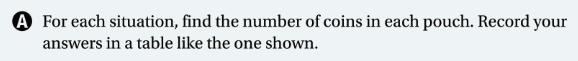 A For each situation, find the number of coins in each pouch. Record your
answers in a table like the one shown.